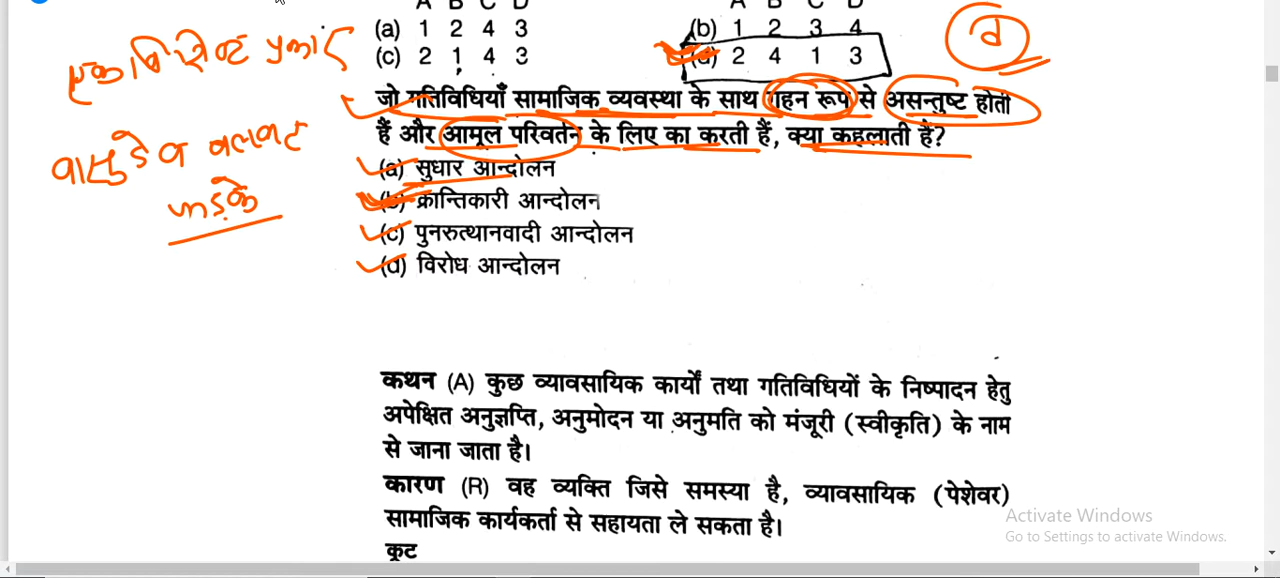 A B C D
A B C D
(a) 1 2 4 3
(b) 1 2 3 4
(c) 2 1 4 3
(d) 2 4 1 3
जो गतिविधियाँ सामाजिक व्यवस्था के साथ गहन रूप से असन्तुष्ट होती
हैं और आमूल परिवर्तन के लिए का करती हैं, क्या कहलाती हैं?
(a) सुधार आन्दोलन
(b) क्रान्तिकारी आन्दोलन
(c) पुनरुत्थानवादी आन्दोलन
(d) विरोध आन्दोलन
वासुदेव बलवंट
फड़के
कथन (A) कुछ व्यावसायिक कार्यों तथा गतिविधियों के निष्पादन हेतु
अपेक्षित अनुज्ञप्ति, अनुमोदन या अनुमति को मंजूरी (स्वीकृति) के नाम
से जाना जाता है।
कारण (R) वह व्यक्ति जिसे समस्या है, व्यावसायिक (पेशेवर)
सामाजिक कार्यकर्ता से सहायता ले सकता है।
कूट
Activate Windows
Go to Settings to activate Windows.